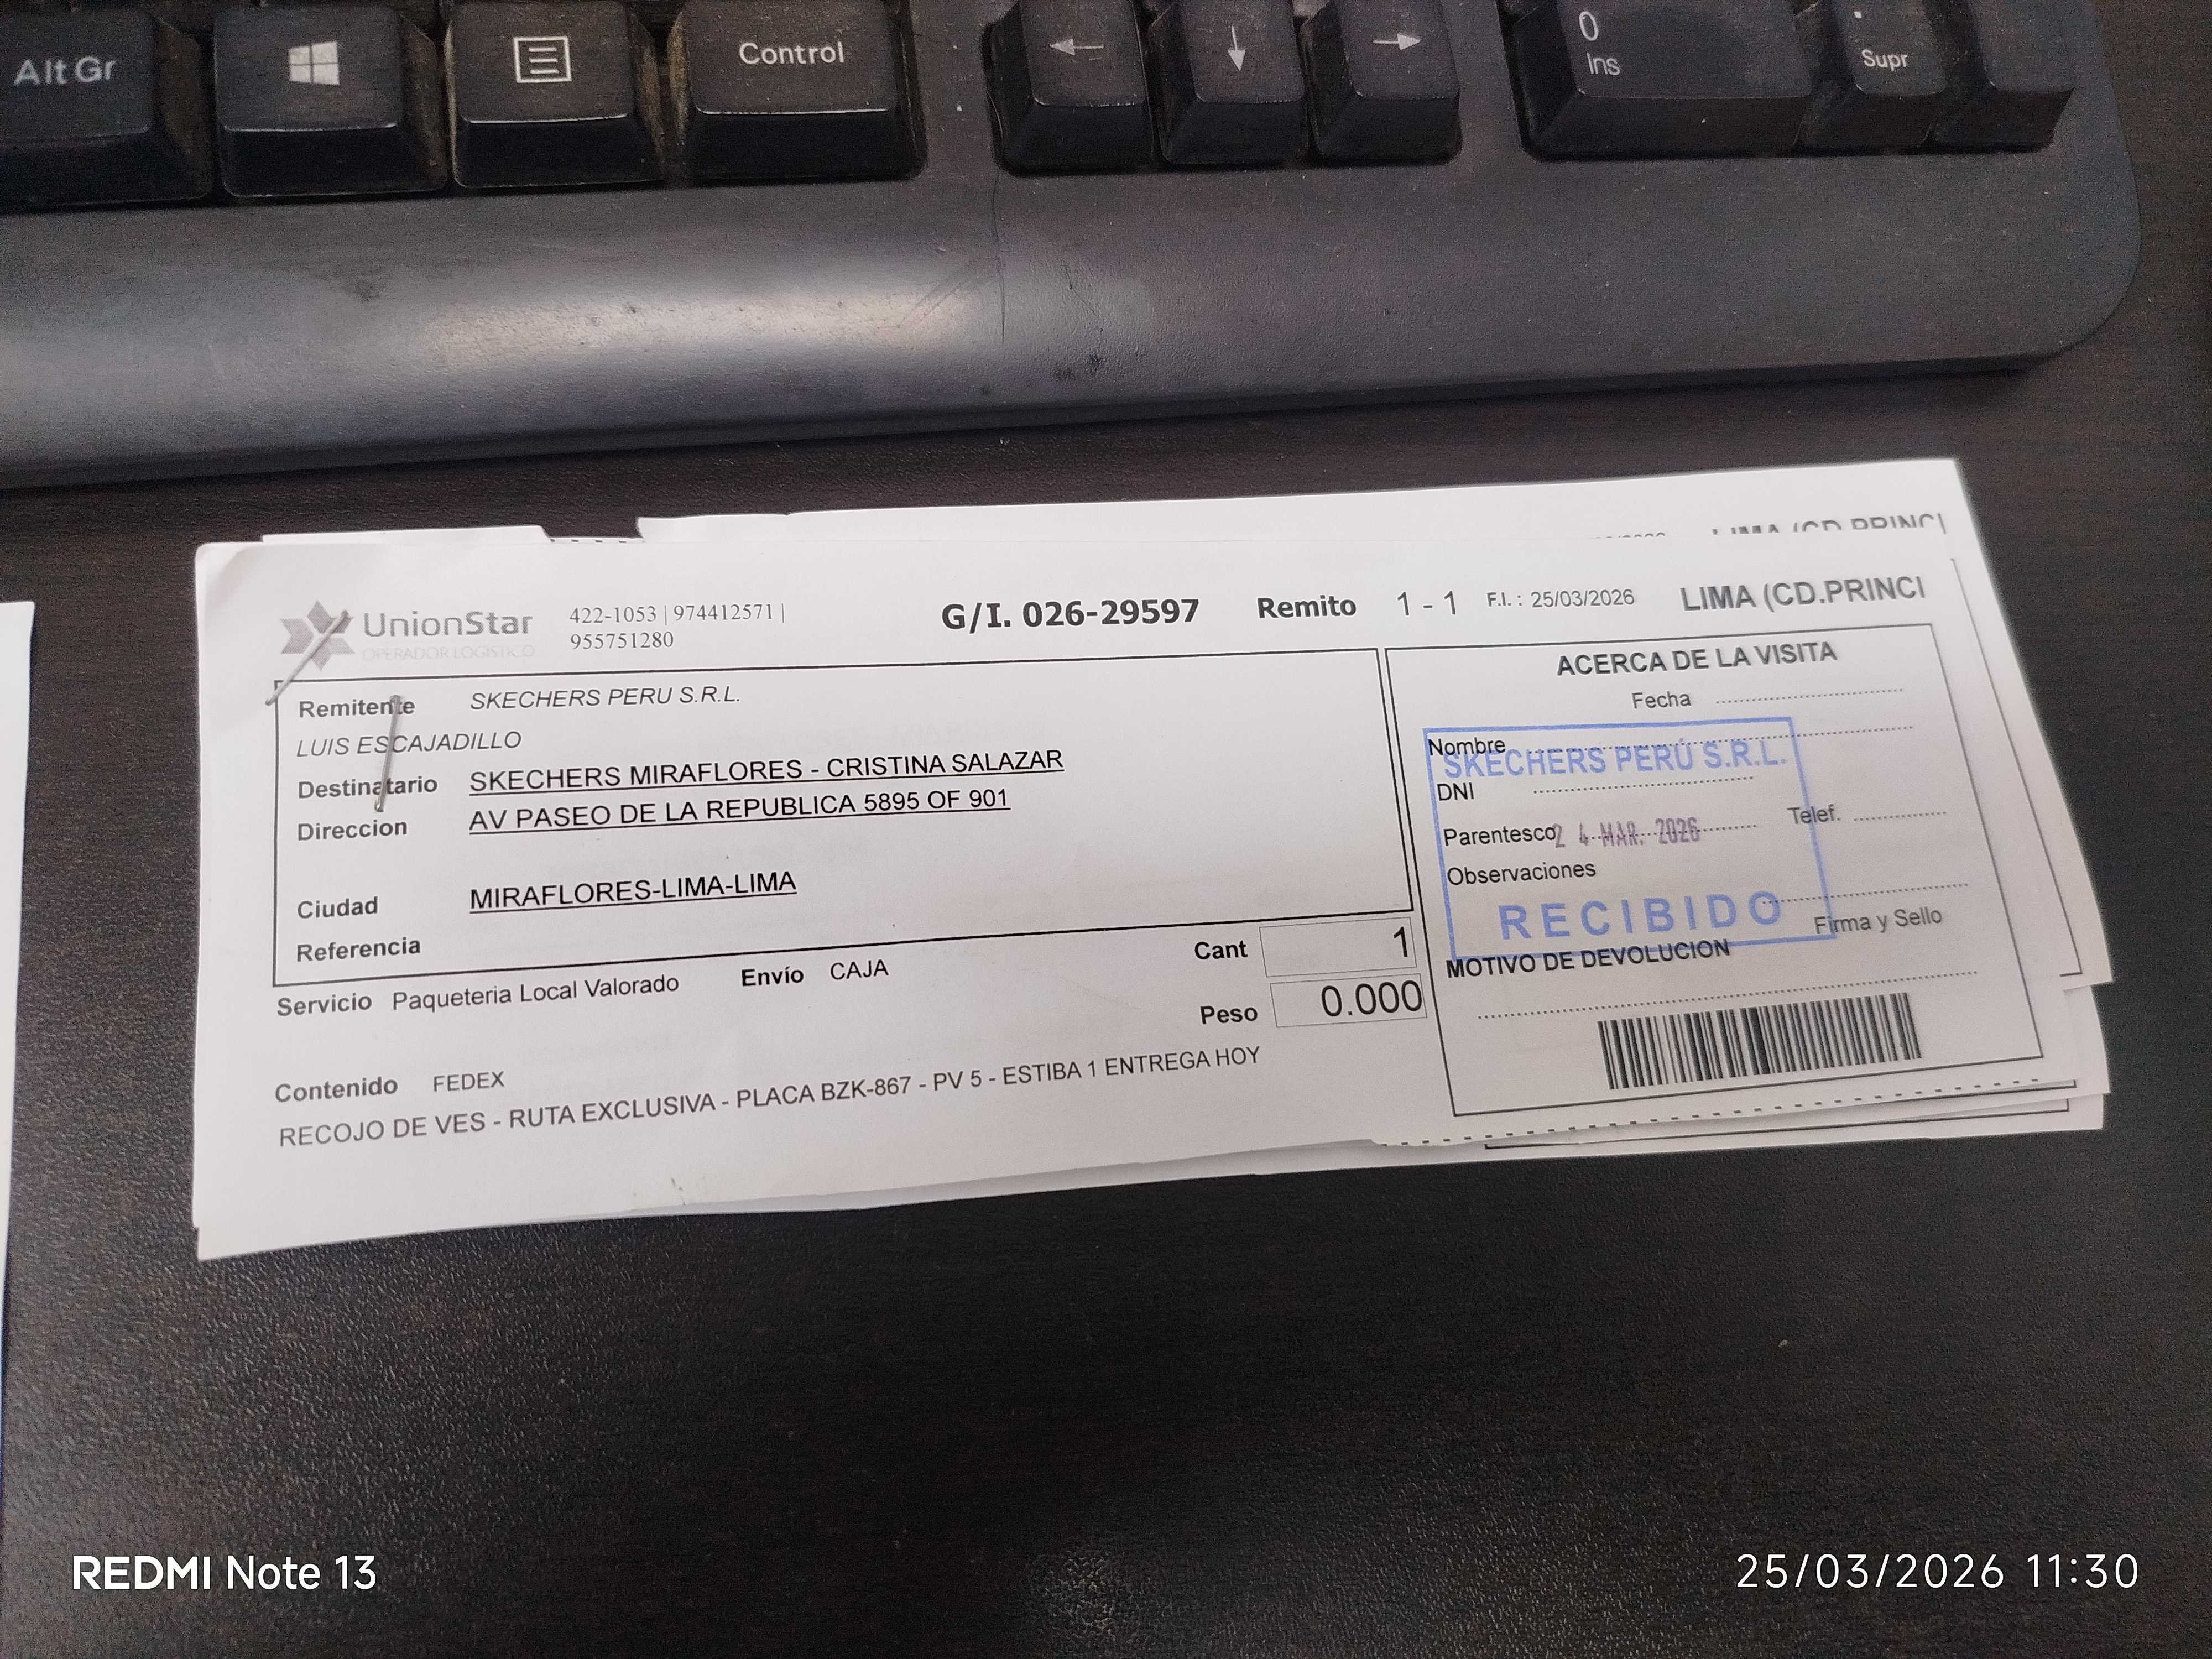 Alt Gr
Control
0
Ins
.
Supr
LIMA (CD.PRINCI
UnionStar
OPERADOR LOGISTICO
422-1053 | 974412571 |
955751280
G/I. 026-29597
Remito 1 - 1
F.I. : 25/03/2026
LIMA (CD.PRINCI
Remitente SKECHERS PERU S.R.L.
LUIS ESCAJADILLO
Destinatario SKECHERS MIRAFLORES - CRISTINA SALAZAR
Direccion AV PASEO DE LA REPUBLICA 5895 OF 901
Ciudad MIRAFLORES-LIMA-LIMA
Referencia
Servicio Paqueteria Local Valorado
Envío CAJA
Cant 1
Peso 0.000
Contenido FEDEX
RECOJO DE VES - RUTA EXCLUSIVA - PLACA BZK-867 - PV 5 - ESTIBA 1 ENTREGA HOY
ACERCA DE LA VISITA
Fecha
Nombre
SKECHERS PERÚ S.R.L.
DNI
Parentesco
Telef.
24 MAR. 2026
Observaciones
RECIBIDO
Firma y Sello
MOTIVO DE DEVOLUCION
REDMI Note 13
25/03/2026 11:30